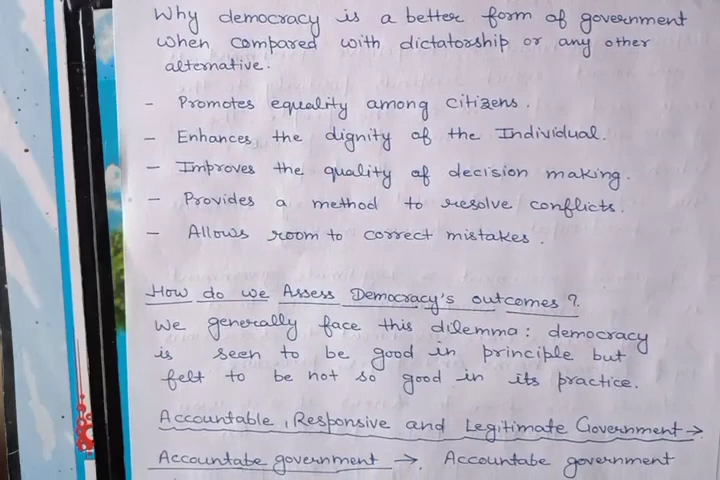 Why democracy is a better form of government
when compared with dictatorship or any other
alternative.
- Promotes equality among citizens.
- Enhances the dignity of the Individual.
- Improves the quality of decision making.
- Provides a method to resolve conflicts.
- Allows room to correct mistakes.
How do we Assess Democracy's outcomes?
We generally face this dilemma: democracy
is seen to be good in principle but
felt to be not so good in its practice.
Accountable, Responsive and Legitimate Government →
Accountabe government → Accountabe government